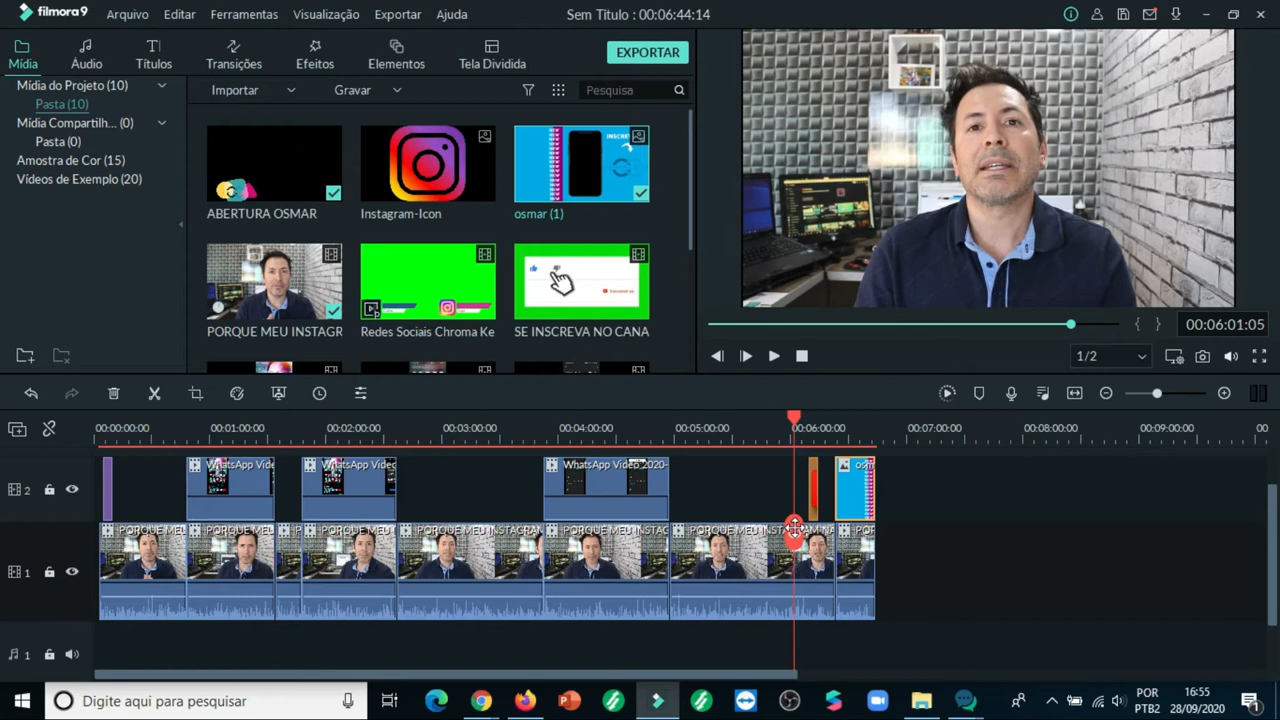 filmora9
Arquivo
Editar
Ferramentas
Visualização
Exportar
Ajuda
Sem Titulo : 00:06:44:14
Mídia
Áudio
Títulos
Transições
Efeitos
Elementos
Tela Dividida
EXPORTAR
Mídia do Projeto (10)
Pasta (10)
Mídia Compartilh... (0)
Pasta (0)
Amostra de Cor (15)
Vídeos de Exemplo (20)
Importar
Gravar
Pesquisa
ABERTURA OSMAR
Instagram-Icon
INSCRE
osmar (1)
PORQUE MEU INSTAGR
Redes Sociais Chroma Ke
SE INSCREVA NO CANA
00:06:01:05
1/2
00:00:00:00
00:01:00:00
00:02:00:00
00:03:00:00
00:04:00:00
00:05:00:00
00:06:00:00
00:07:00:00
00:08:00:00
00:09:00:00
00
2
WhatsApp Vide
WhatsApp Vide
WhatsApp Video 2020-
osm
1
PORQUE MEU
PORQUE MEU
PORQUE MEU
PORQUE MEU INSTAGRAM
PORQUE MEU INSTAG
PORQUE MEU INSTAGRAM NA
POR
1
Digite aqui para pesquisar
POR
PTB2
16:55
28/09/2020
1